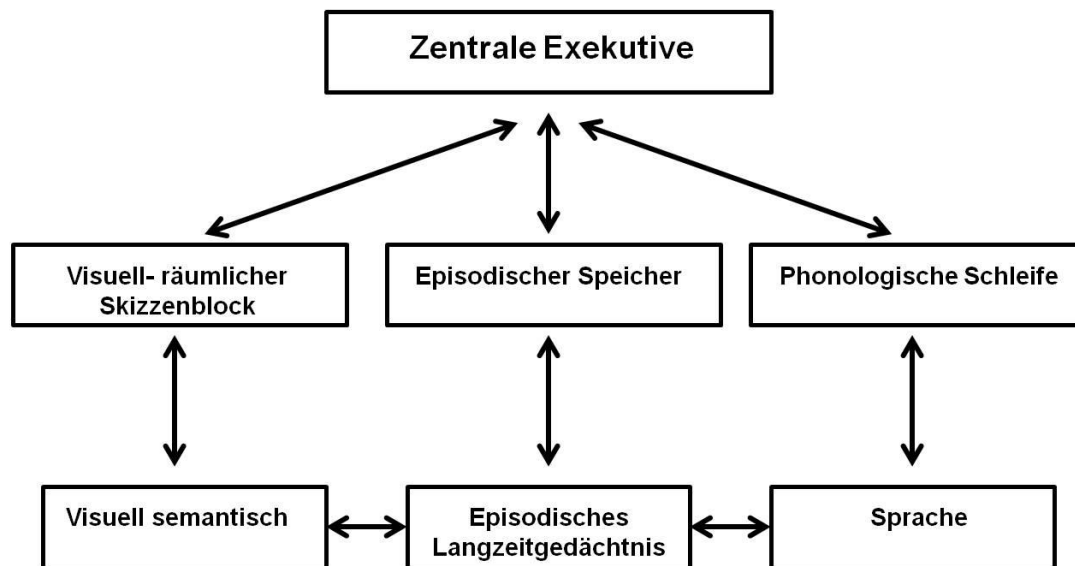 Zentrale Exekutive
Visuell- räumlicher
Skizzenblock
Episodischer Speicher
Phonologische Schleife
Visuell semantisch
Episodisches
Langzeitgedächtnis
Sprache